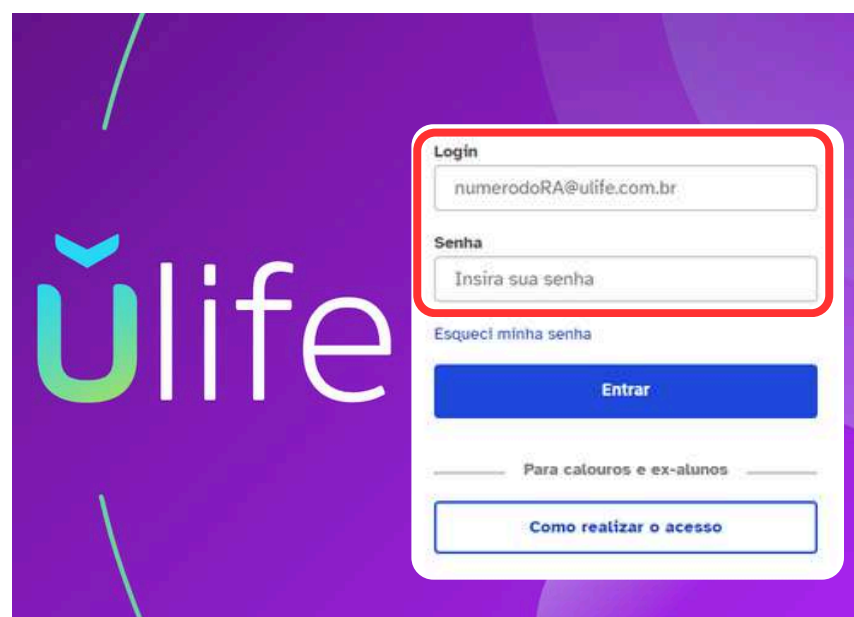 ŭlife
Login
numerodoRA@ulife.com.br
Senha
Insira sua senha
Esqueci minha senha
Entrar
Para calouros e ex-alunos
Como realizar o acesso